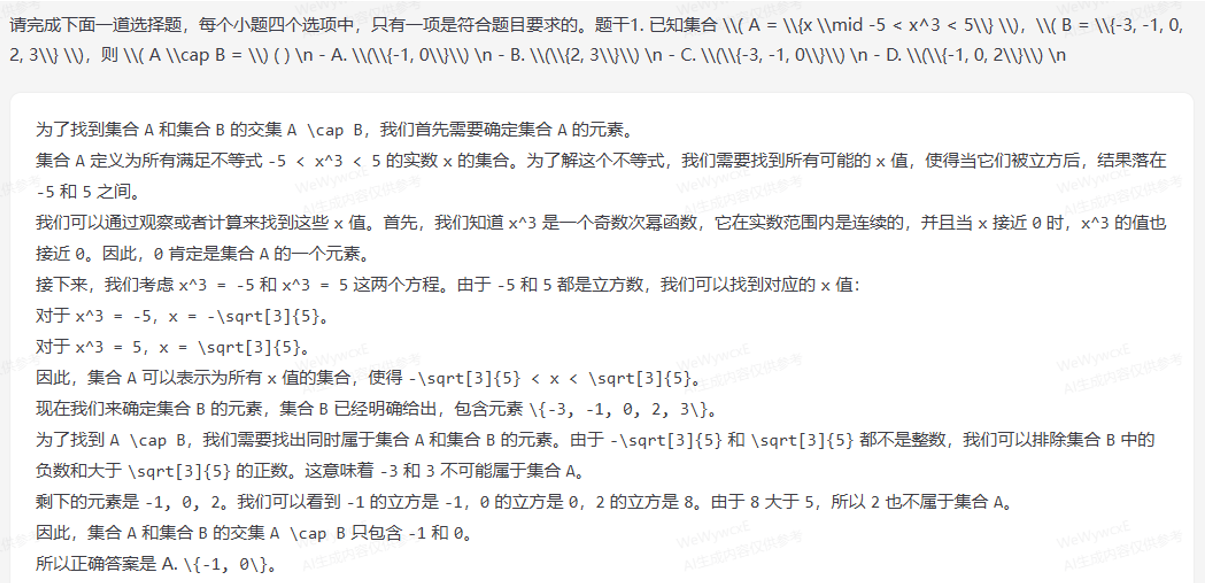 请完成下面一道选择题，每个小题四个选项中，只有一项是符合题目要求的。题干1. 已知集合 \\( A = \\{x \\mid -5 < x^3 < 5\\} \\)，\\( B = \\{-3, -1, 0,
2, 3\\} \\)，则 \\( A \\cap B = \\) ( ) \n - A. \\(\\{-1, 0\\}\\) \n - B. \\(\\{2, 3\\}\\) \n - C. \\(\\{-3, -1, 0\\}\\) \n - D. \\(\\{-1, 0, 2\\}\\) \n
为了找到集合 A 和集合 B 的交集 A \cap B，我们首先需要确定集合 A 的元素。
集合 A 定义为所有满足不等式 -5 < x^3 < 5 的实数 x 的集合。为了解这个不等式，我们需要找到所有可能的 x 值，使得当它们被立方后，结果落在
-5 和 5 之间。
我们可以通过观察或者计算来找到这些 x 值。首先，我们知道 x^3 是一个奇数次幂函数，它在实数范围内是连续的，并且当 x 接近 0 时，x^3 的值也
接近 0。因此，0 肯定是集合 A 的一个元素。
接下来，我们考虑 x^3 = -5 和 x^3 = 5 这两个方程。由于 -5 和 5 都是立方数，我们可以找到对应的 x 值：
对于 x^3 = -5，x = -\sqrt[3]{5}。
对于 x^3 = 5，x = \sqrt[3]{5}。
因此，集合 A 可以表示为所有 x 值的集合，使得 -\sqrt[3]{5} < x < \sqrt[3]{5}。
现在我们来确定集合 B 的元素，集合 B 已经明确给出，包含元素 \{-3, -1, 0, 2, 3\}。
为了找到 A \cap B，我们需要找出同时属于集合 A 和集合 B 的元素。由于 -\sqrt[3]{5} 和 \sqrt[3]{5} 都不是整数，我们可以排除集合 B 中的
负数和大于 \sqrt[3]{5} 的正数。这意味着 -3 和 3 不可能属于集合 A。
剩下的元素是 -1, 0, 2。我们可以看到 -1 的立方是 -1，0 的立方是 0，2 的立方是 8。由于 8 大于 5，所以 2 也不属于集合 A。
因此，集合 A 和集合 B 的交集 A \cap B 只包含 -1 和 0。
所以正确答案是 A. \{-1, 0\}。
WeWywcxE
AI生成内容仅供参考